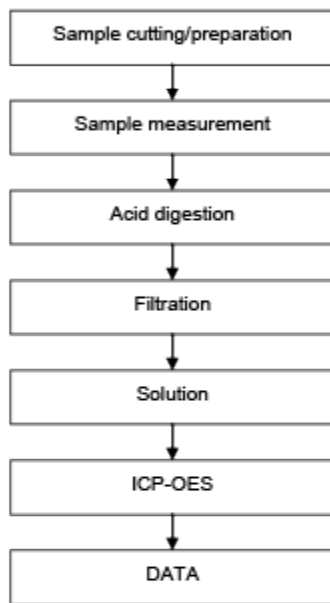 Sample cutting/preparation
Sample measurement
Acid digestion
Filtration
Solution
ICP-OES
DATA